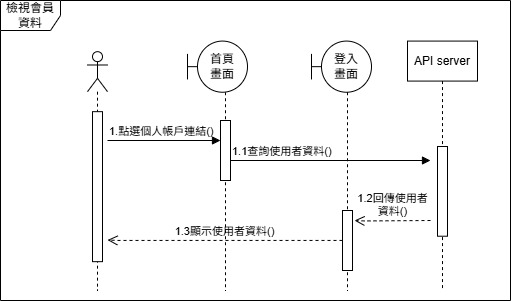 檢視會員
資料
首頁
畫面
登入
畫面
API server
1.點選個人帳戶連結()
1.1查詢使用者資料()
1.2回傳使用者
資料()
1.3顯示使用者資料()